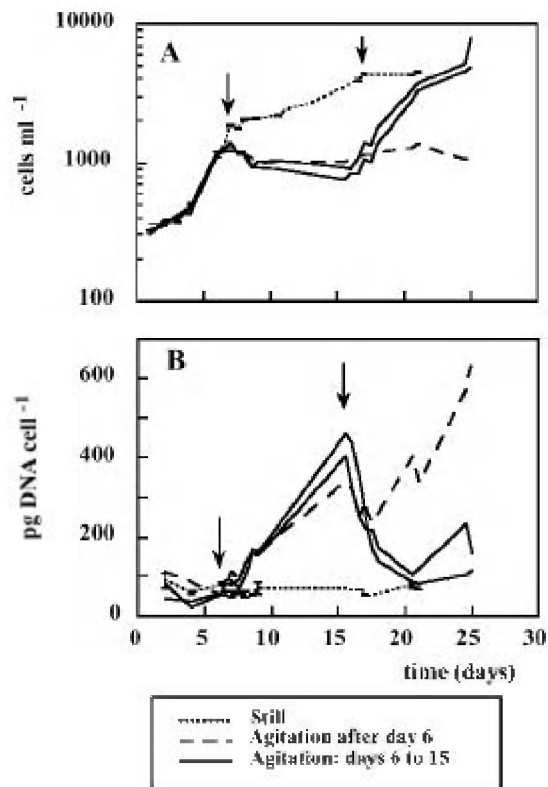 10000
A
cells ml -1
1000
100
B
600
pg DNA cell -1
400
200
0
0 5 10 15 20 25 30
time (days)
Still
Agitation after day 6
Agitation: days 6 to 15